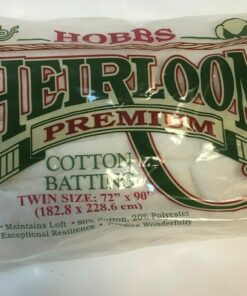 HOBBS
HEIRLOOM
PREMIUM
COTTON
BATTING
TWIN SIZE: 72" x 90"
(182.8 x 228.6 cm)
• Maintains Loft • 80% Cotton, 20% Polyester
Exceptional Resilience • Needles Wonderfully